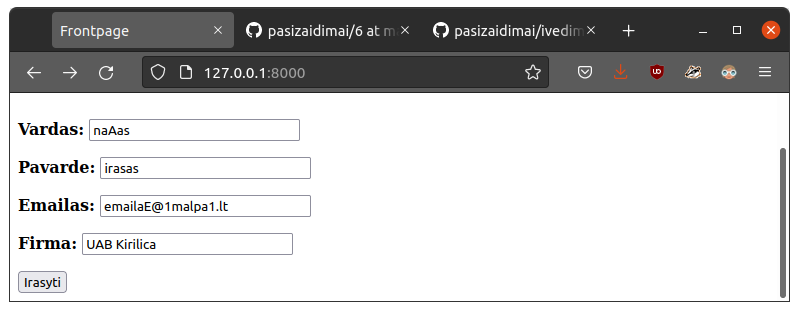 Frontpage
pasizaidimai/6 at m
pasizaidimai/ivedim
127.0.0.1:8000
Vardas: naAas
Pavarde: irasas
Emailas: emailaE@1malpa1.lt
Firma: UAB Kirilica
Irasyti